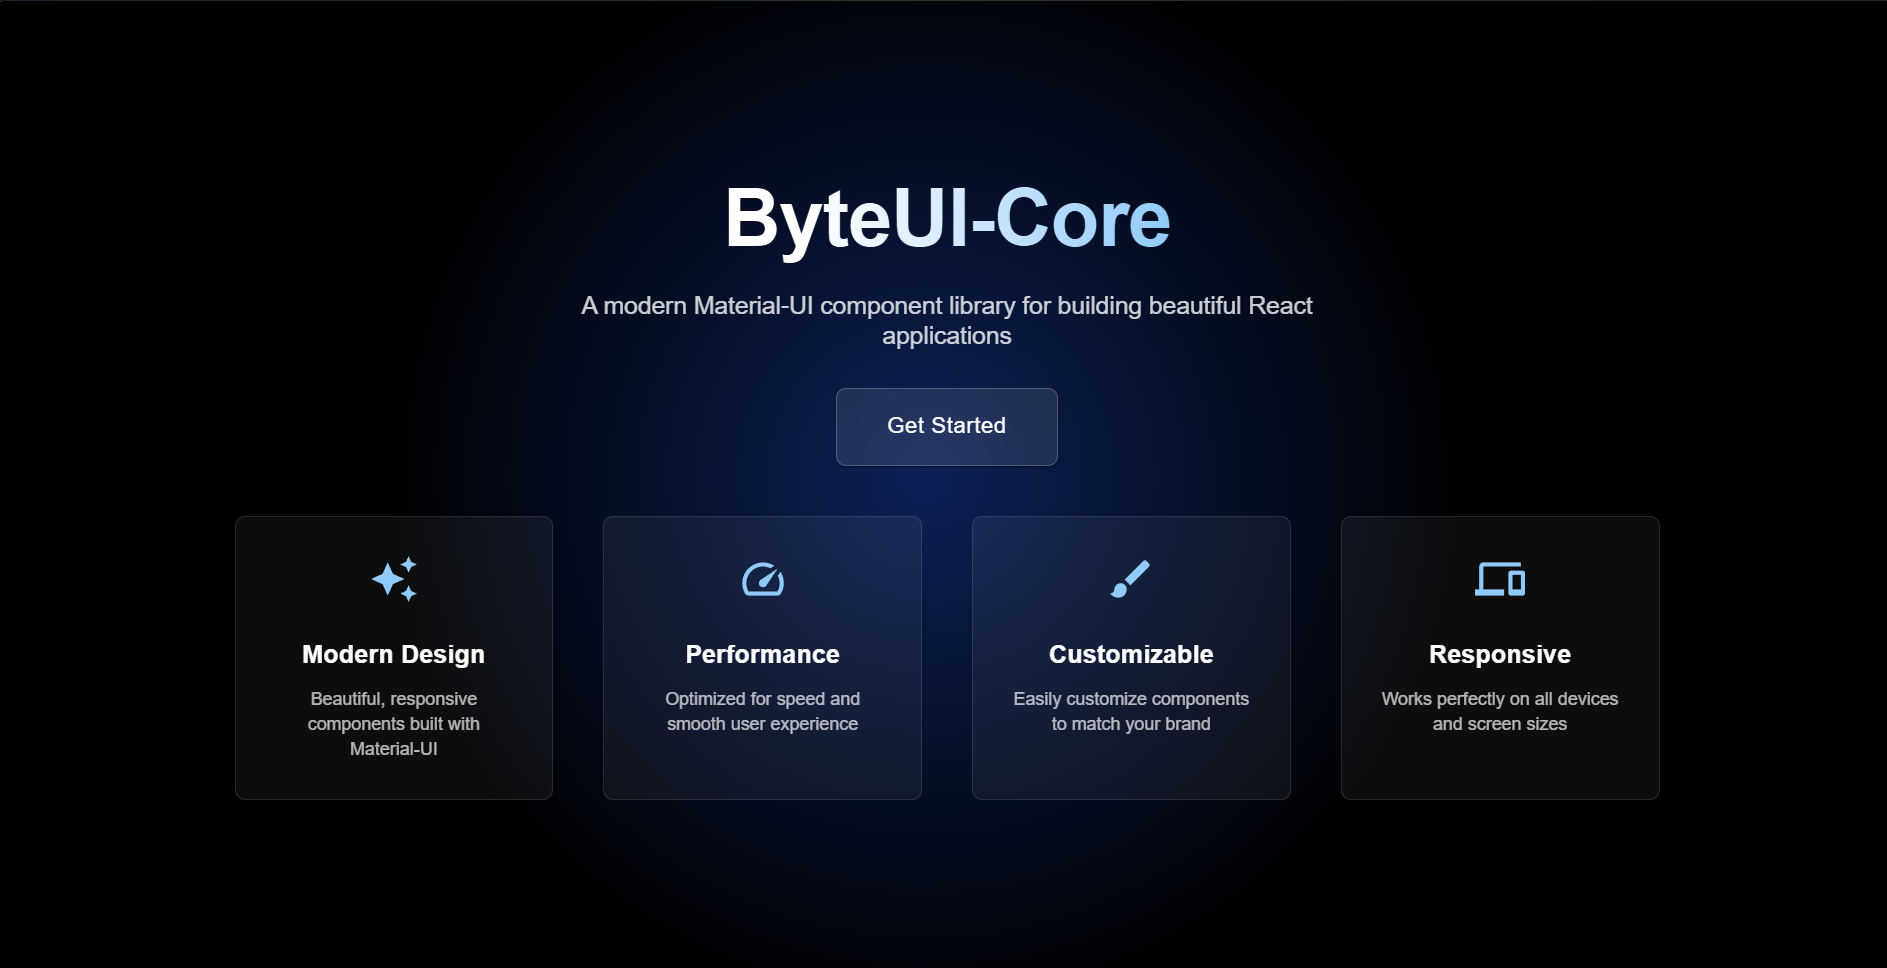 ByteUI-Core
A modern Material-UI component library for building beautiful React
applications
Get Started
Modern Design
Beautiful, responsive
components built with
Material-UI
Performance
Optimized for speed and
smooth user experience
Customizable
Easily customize components
to match your brand
Responsive
Works perfectly on all devices
and screen sizes